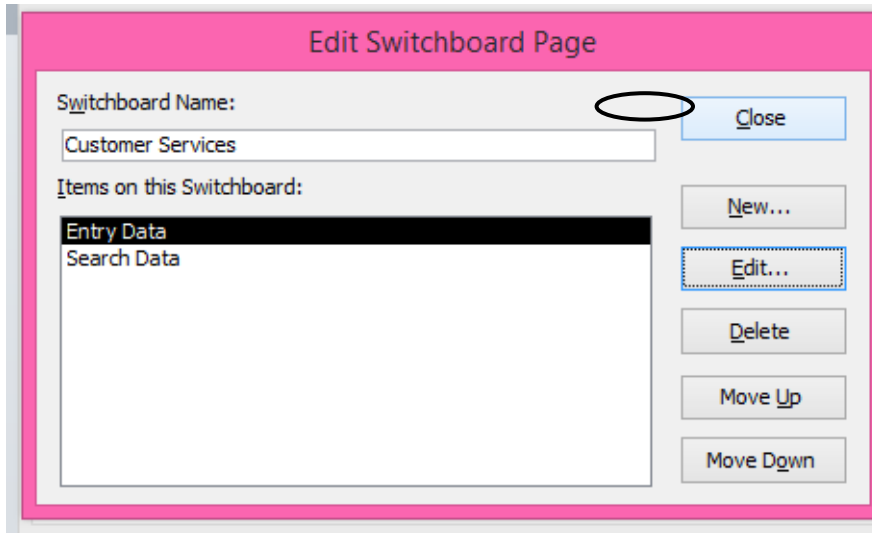 Edit Switchboard Page
Switchboard Name:
Close
Customer Services
Items on this Switchboard:
New...
Entry Data
Search Data
Edit...
Delete
Move Up
Move Down